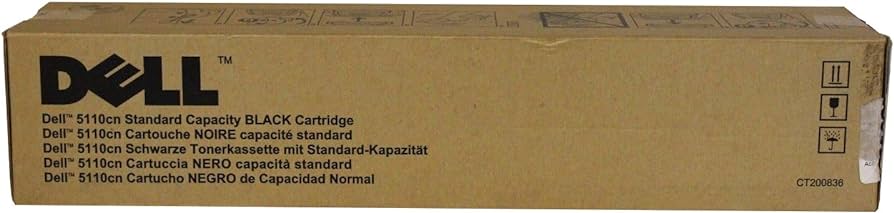 DELL™
Dell™ 5110cn Standard Capacity BLACK Cartridge
Dell™ 5110cn Cartouche NOIRE capacité standard
Dell™ 5110cn Schwarze Tonerkassette mit Standard-Kapazität
Dell™ 5110cn Cartuccia NERO capacità standard
Dell™ 5110cn Cartucho NEGRO de Capacidad Normal
CT200836